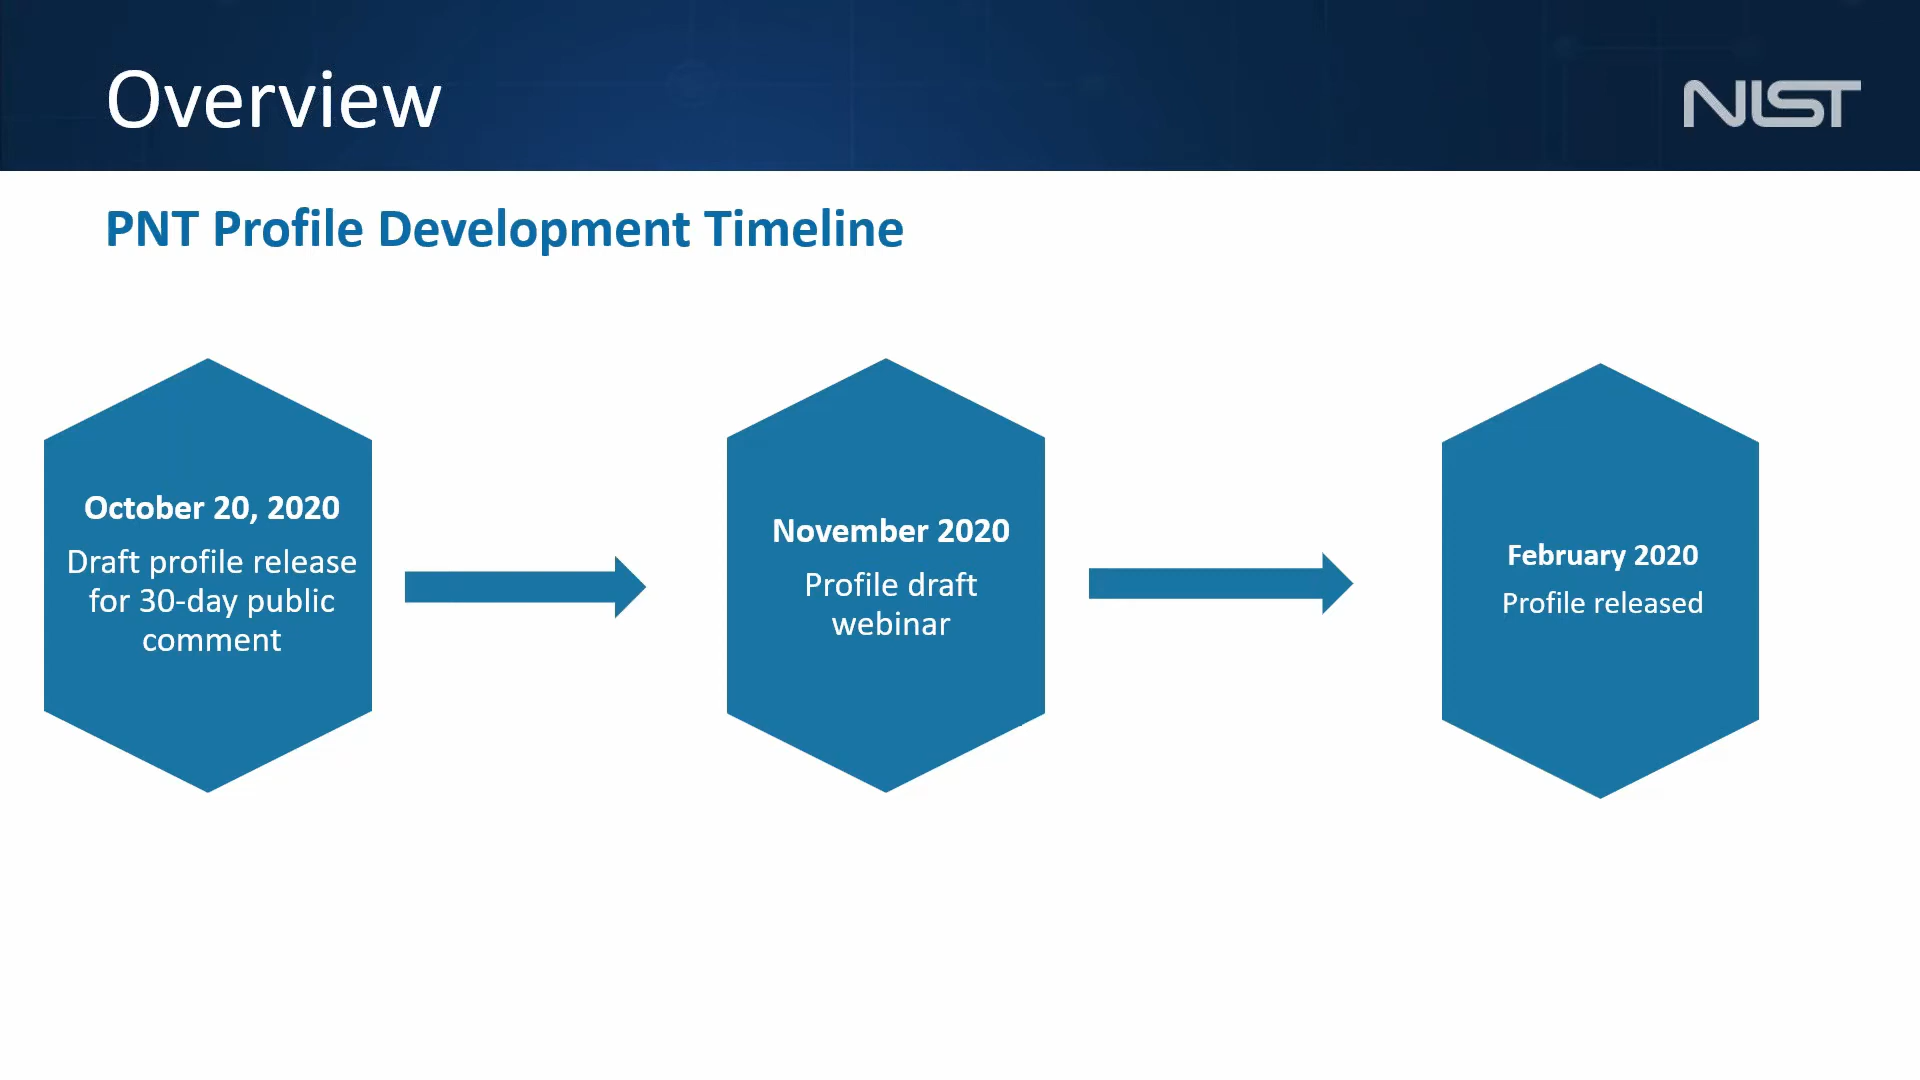 Overview
NIST
PNT Profile Development Timeline
October 20, 2020
Draft profile release
for 30-day public
comment
November 2020
Profile draft
webinar
February 2020
Profile released